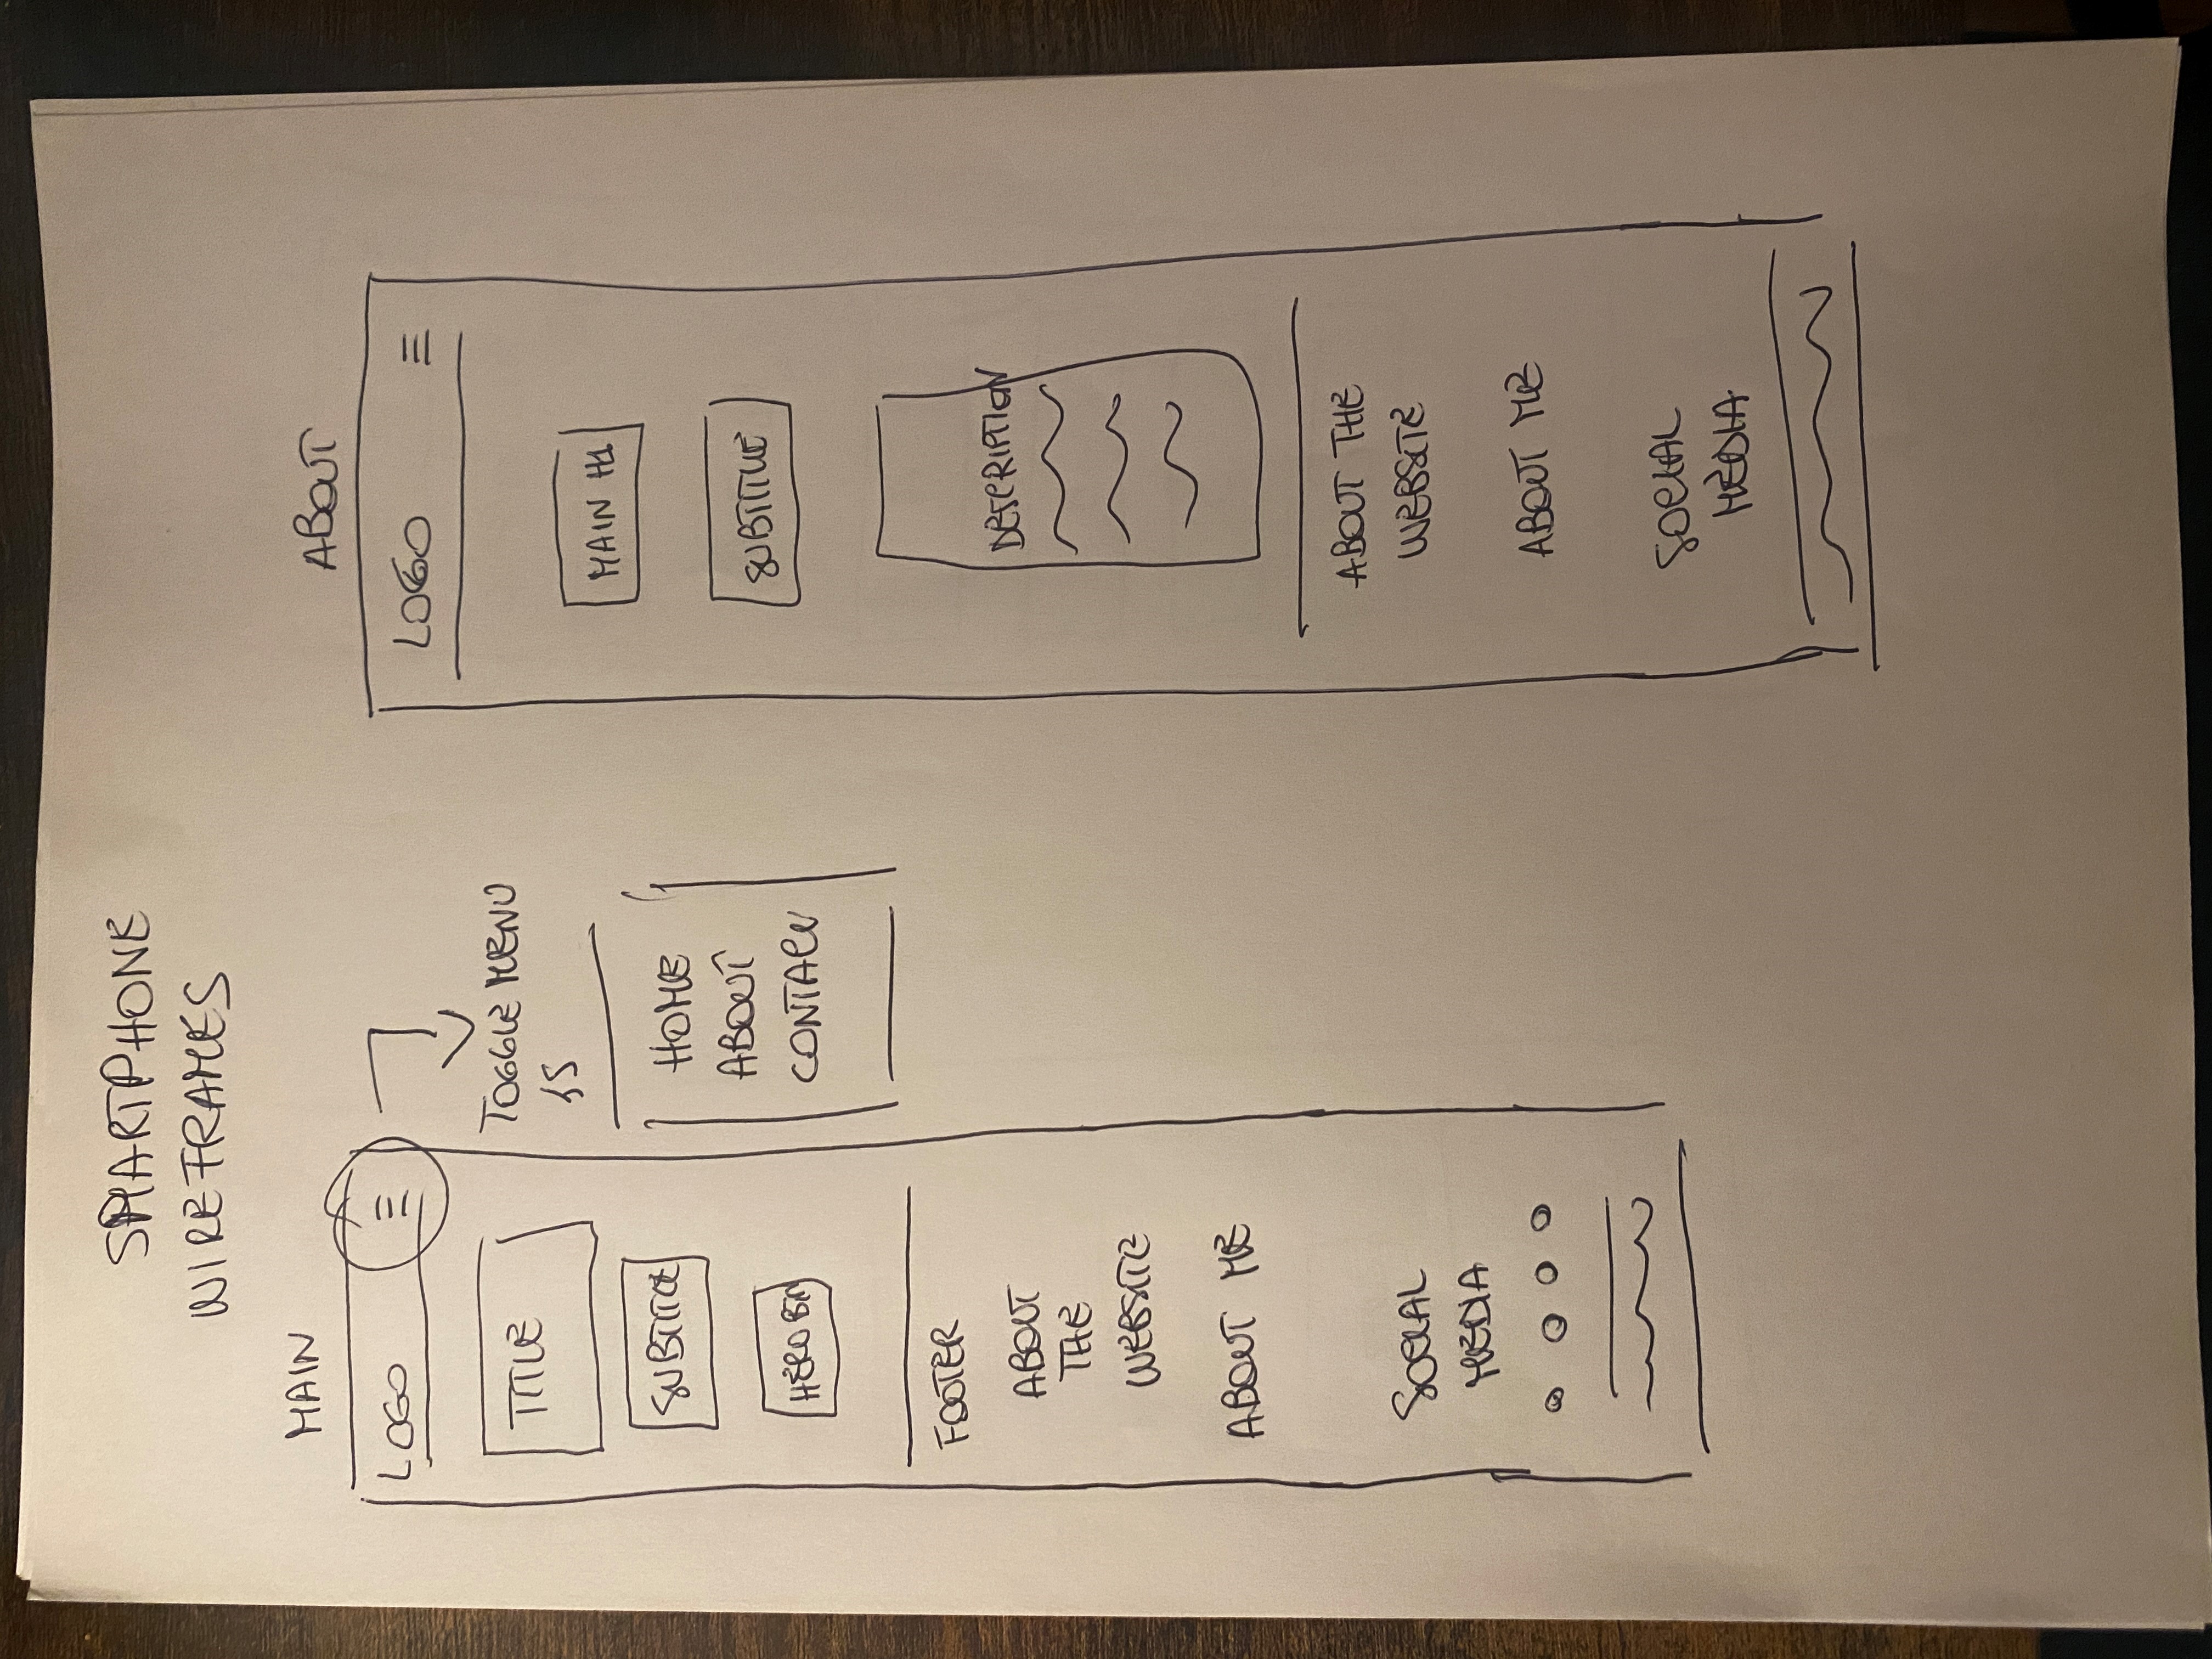 SMARTPHONE
WIREFRAMES
MAIN
LOGO
TITLE
SUBTITLE
HERO BTN
FOOTER
ABOUT
THE
WEBSITE
ABOUT ME
SOCIAL
MEDIA
TOGGLE MENU
JS
HOME
ABOUT
CONTACT
ABOUT
LOGO
MAIN H1
SUBTITLE
DESCRIPTION
ABOUT THE
WEBSITE
ABOUT ME
SOCIAL
MEDIA